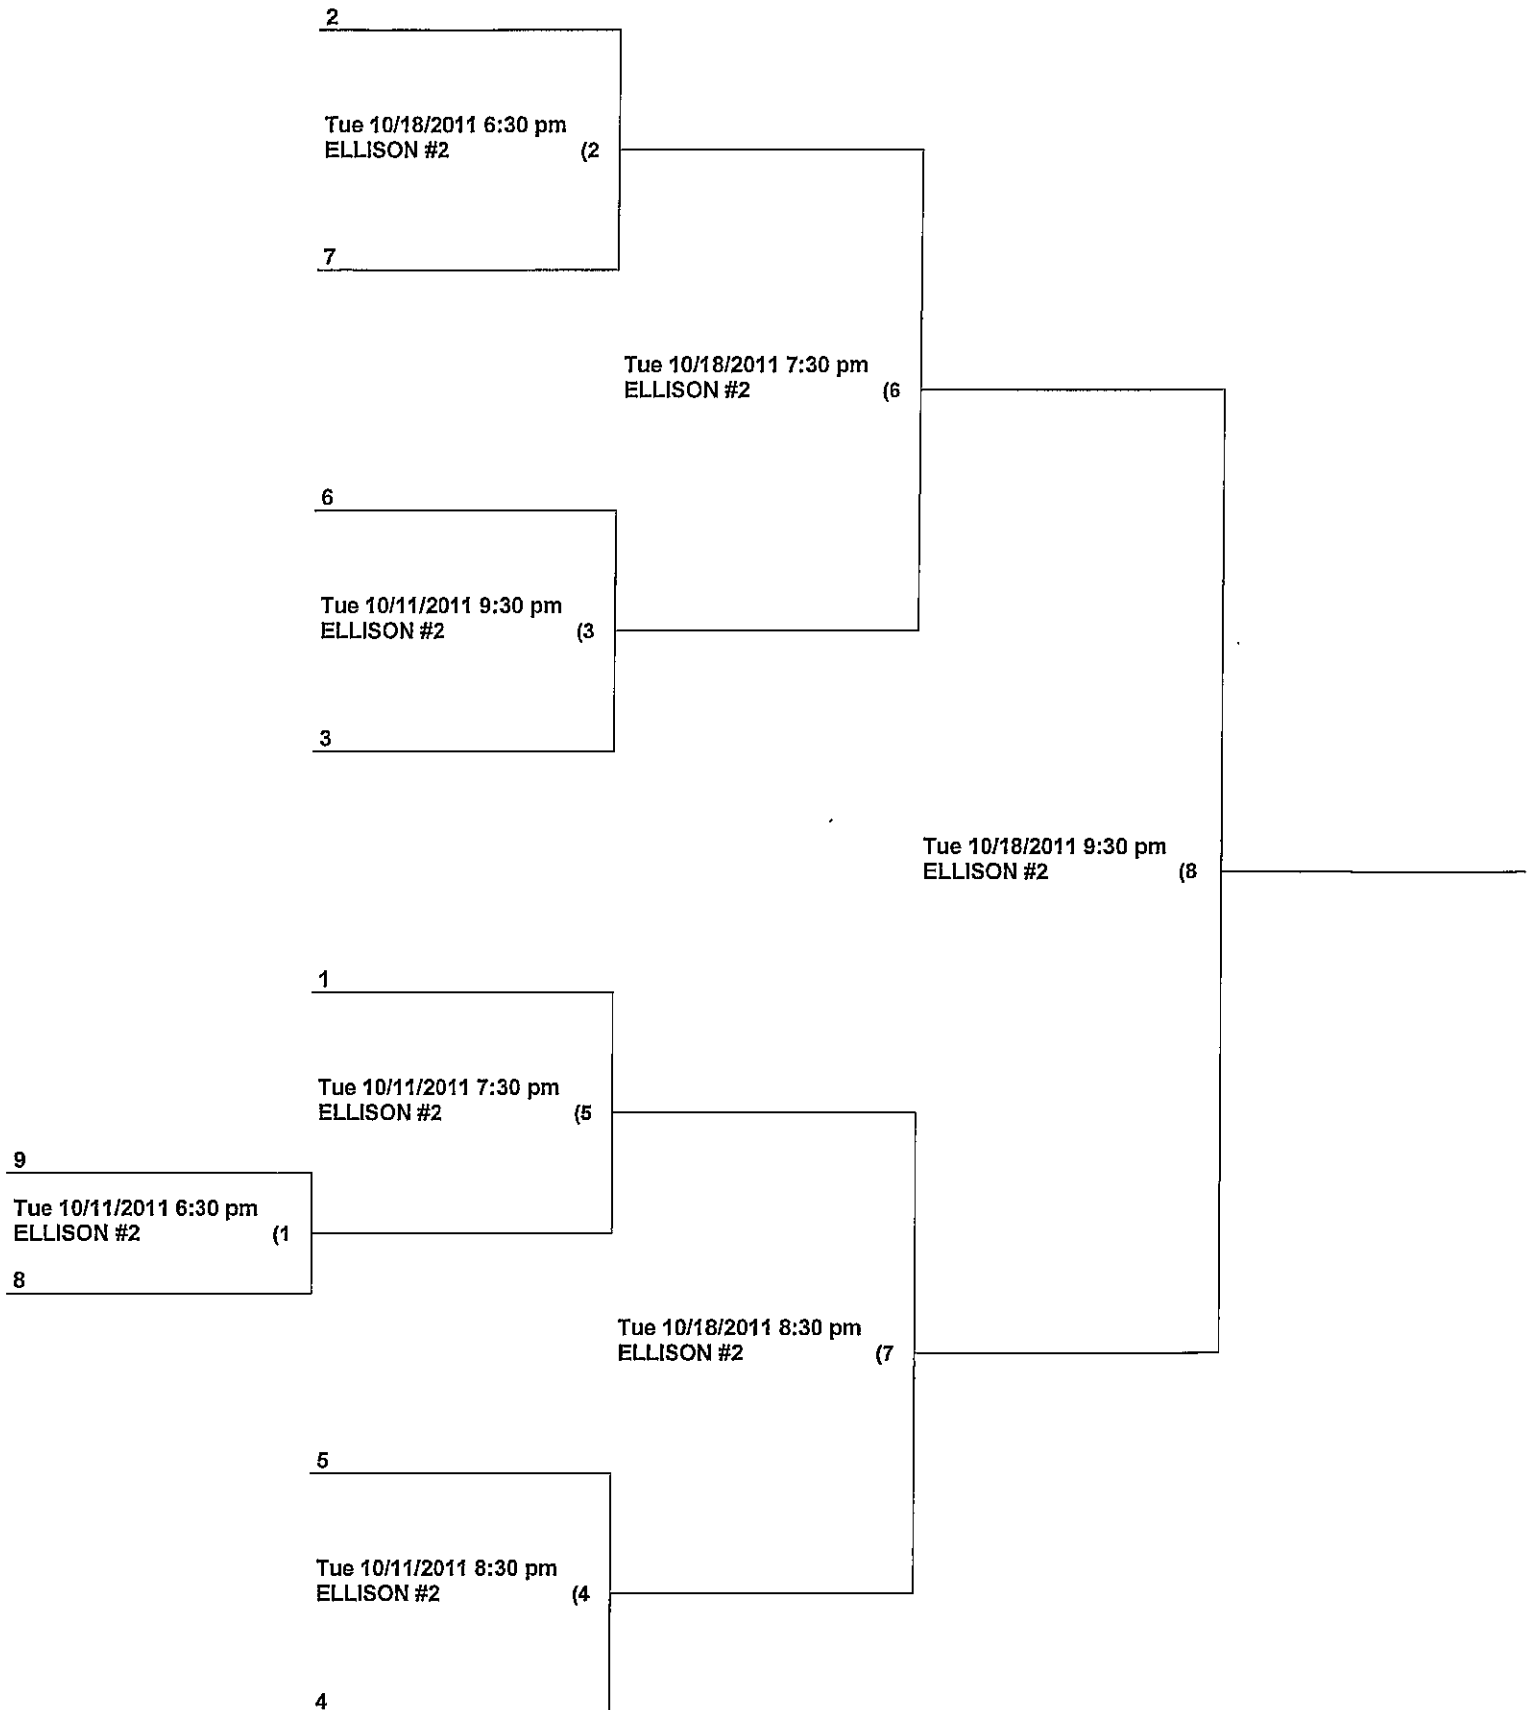 2
Tue 10/18/2011 6:30 pm
ELLISON #2 (2
7
Tue 10/18/2011 7:30 pm
ELLISON #2 (6
6
Tue 10/11/2011 9:30 pm
ELLISON #2 (3
3
Tue 10/18/2011 9:30 pm
ELLISON #2 (8
1
Tue 10/11/2011 7:30 pm
ELLISON #2 (5
9
Tue 10/11/2011 6:30 pm
ELLISON #2 (1
8
Tue 10/18/2011 8:30 pm
ELLISON #2 (7
5
Tue 10/11/2011 8:30 pm
ELLISON #2 (4
4